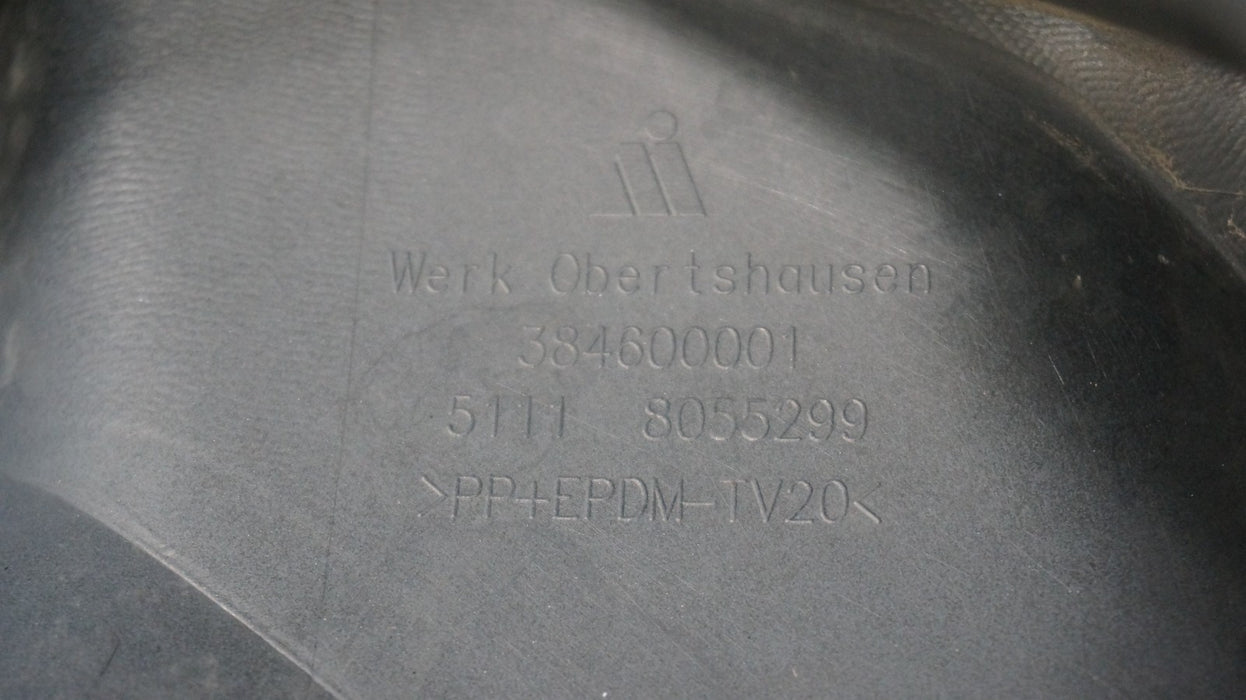 Werk Obertshausen
384600001
5111 8055299
>PP+EPDM-TV20<